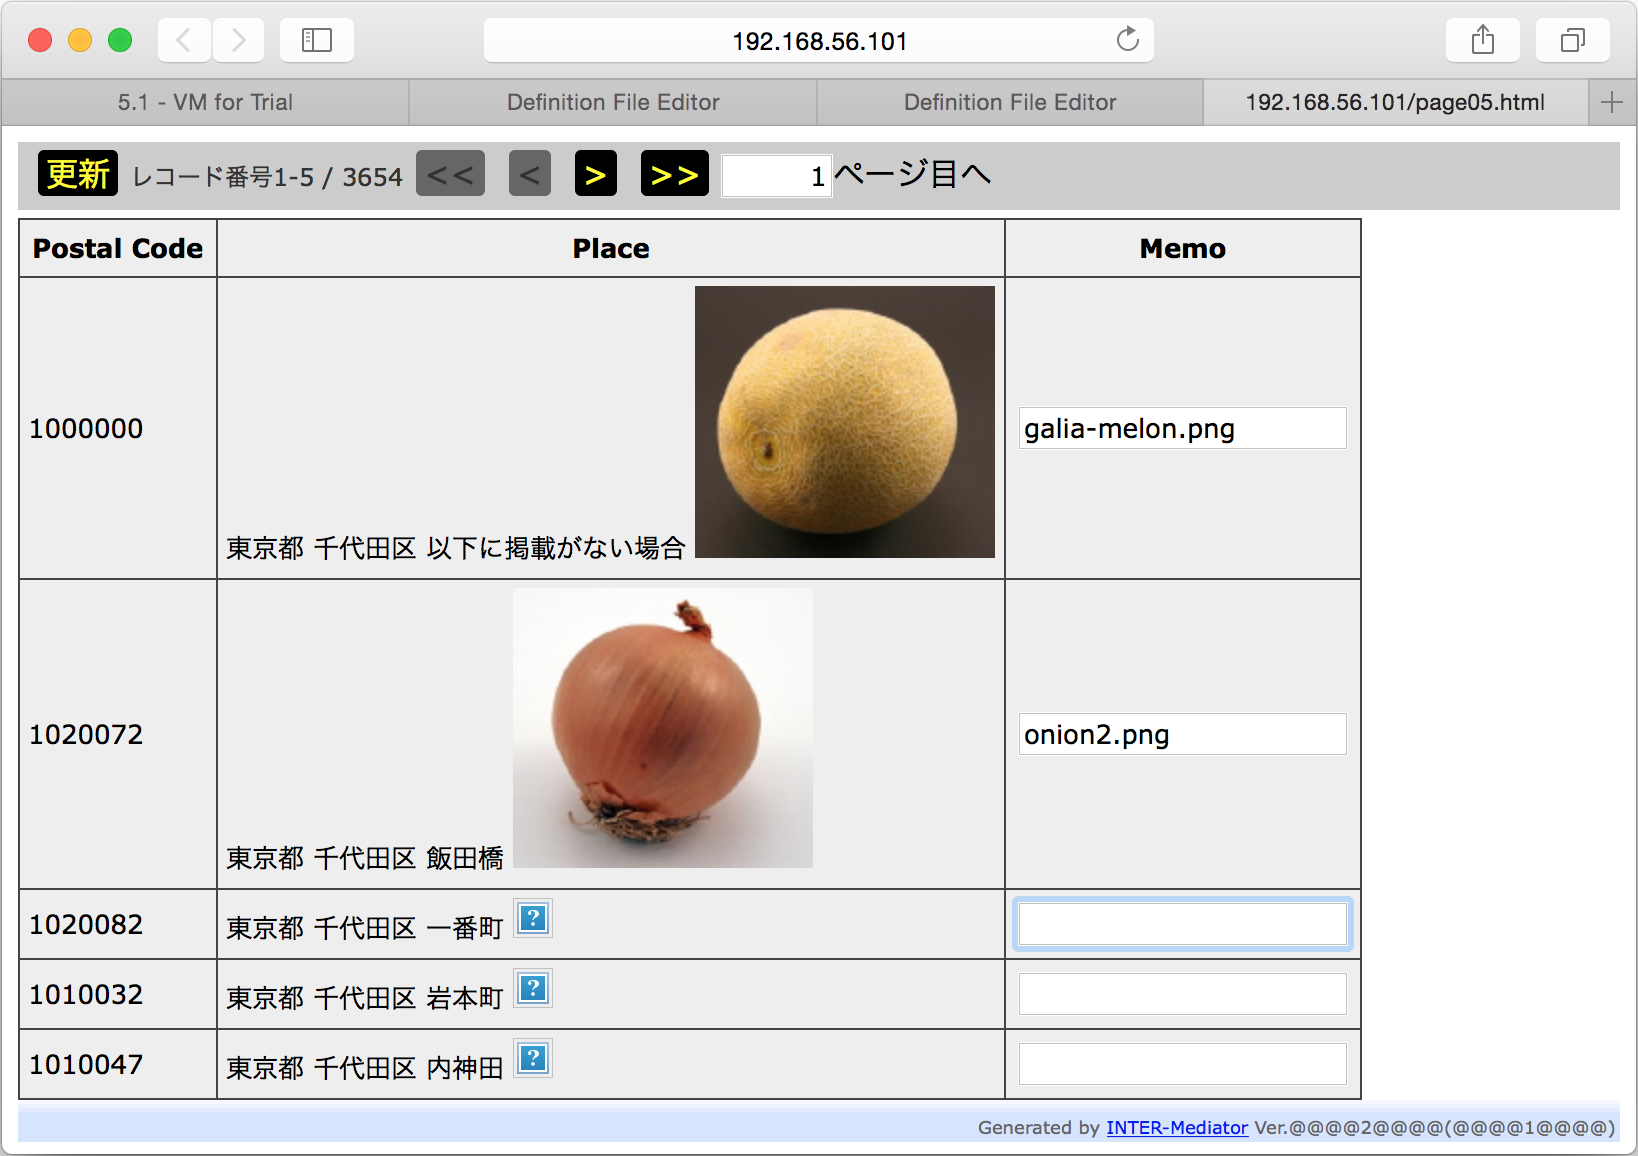 192.168.56.101
5.1 - VM for Trial
Definition File Editor
Definition File Editor
192.168.56.101/page05.html
更新 レコード番号1-5 / 3654 << < > >> 1 ページ目へ
Postal Code Place Memo
1000000 東京都 千代田区 以下に掲載がない場合 galia-melon.png
1020072 東京都 千代田区 飯田橋 onion2.png
1020082 東京都 千代田区 一番町 ?
1010032 東京都 千代田区 岩本町 ?
1010047 東京都 千代田区 内神田 ?
Generated by INTER-Mediator Ver.@@@@2@@@@(@@@@1@@@@)